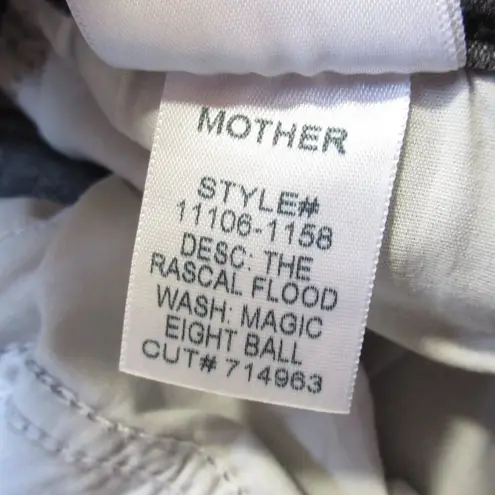 MOTHER
STYLE#
11106-1158
DESC: THE
RASCAL FLOOD
WASH: MAGIC
EIGHT BALL
CUT# 714963